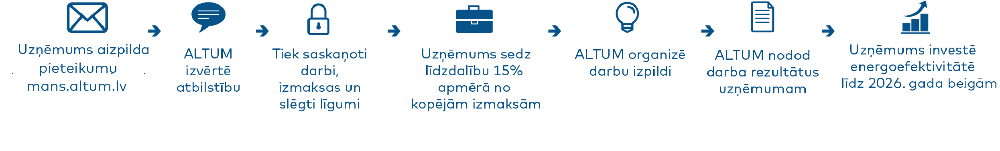 Uzņēmums aizpilda
pieteikumu
mans.altum.lv
ALTUM
izvērtē
atbilstību
Tiek saskaņoti
darbi,
izmaksas un
slēgti līgumi
Uzņēmums sedz
līdzdalību 15%
apmērā no
kopējām izmaksām
ALTUM organizē
darbu izpildi
ALTUM nodod
darba rezultātus
uzņēmumam
Uzņēmums investē
energoefektivitātē
līdz 2026. gada beigām